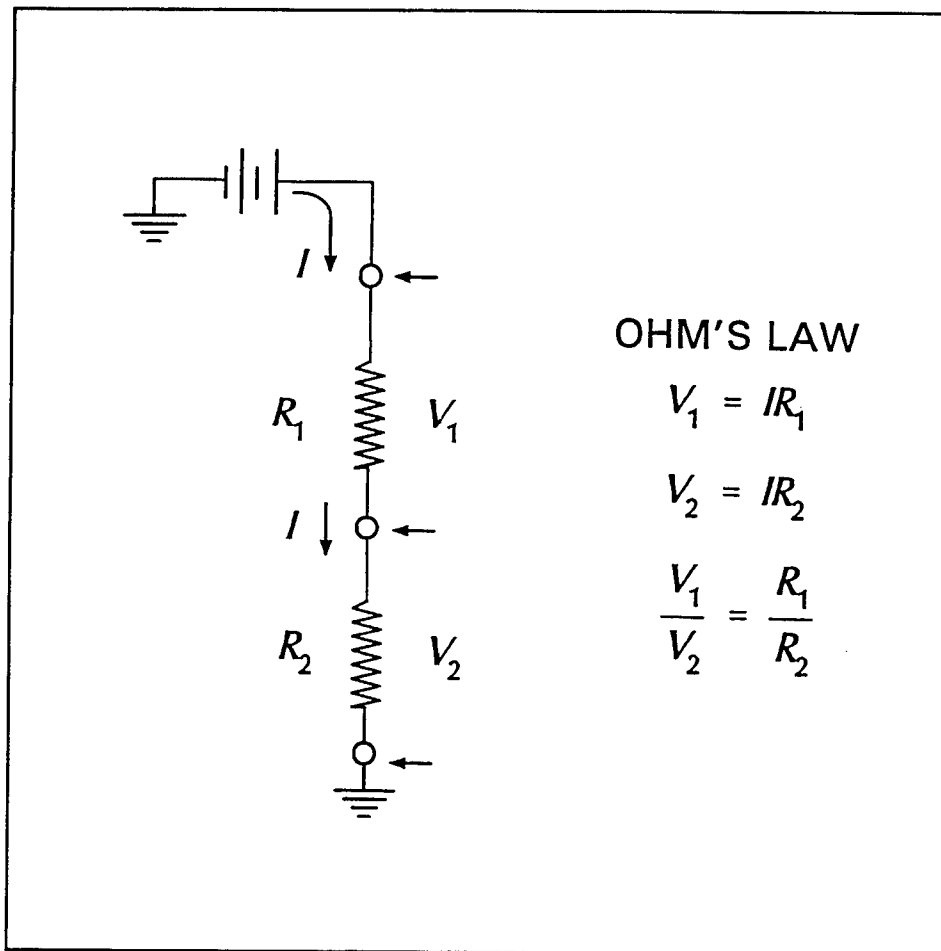 I
R₁ V₁
I
R₂ V₂
OHM'S LAW
V₁ = IR₁
V₂ = IR₂
V₁/V₂ = R₁/R₂